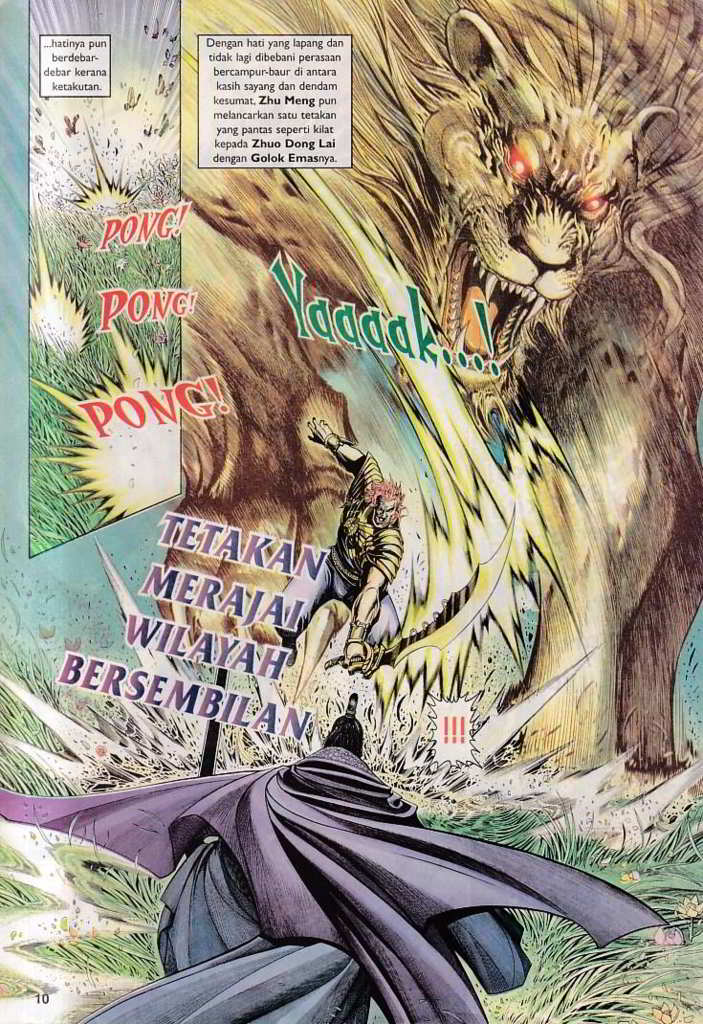 ...hatinya pun
berdebar-
debar kerana
ketakutan.
Dengan hati yang lapang dan
tidak lagi dibebani perasaan
bercampur-baur di antara
kasih sayang dan dendam
kesumat, Zhu Meng pun
melancarkan satu tetakan
yang pantas seperti kilat
kepada Zhuo Dong Lai
dengan Golok Emasnya.
PONG!
PONG!
PONG!
Yaaaak....!
TETAKAN
MERAJAI
WILAYAH
BERSEMBILAN
!!!
10